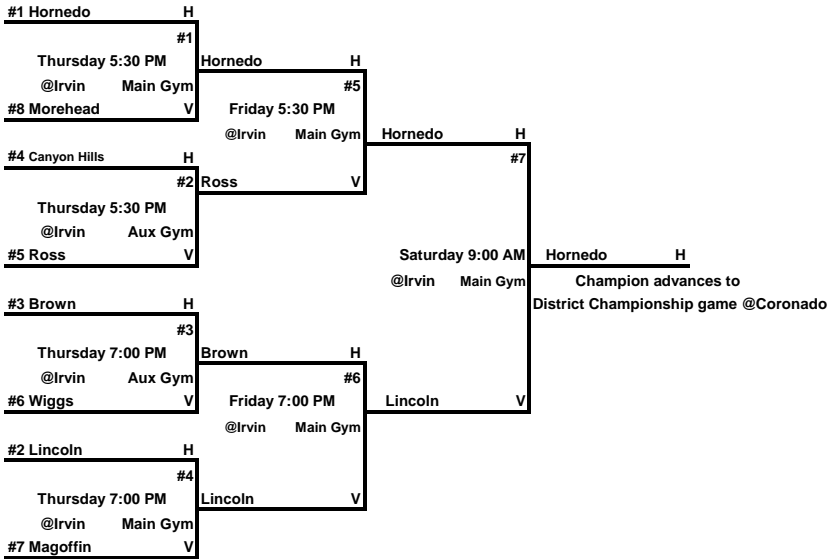 #1 Hornedo H
#1
Thursday 5:30 PM
@Irvin Main Gym
#8 Morehead V
#4 Canyon Hills H
#2
Thursday 5:30 PM
@Irvin Aux Gym
#5 Ross V
#3 Brown H
#3
Thursday 7:00 PM
@Irvin Aux Gym
#6 Wiggs V
#2 Lincoln H
#4
Thursday 7:00 PM
@Irvin Main Gym
#7 Magoffin V
Hornedo H
#5
Friday 5:30 PM
@Irvin Main Gym
Ross V
Brown H
#6
Friday 7:00 PM
@Irvin Main Gym
Lincoln V
Hornedo H
#7
Saturday 9:00 AM
@Irvin Main Gym
Lincoln V
Hornedo H
Champion advances to
District Championship game @Coronado